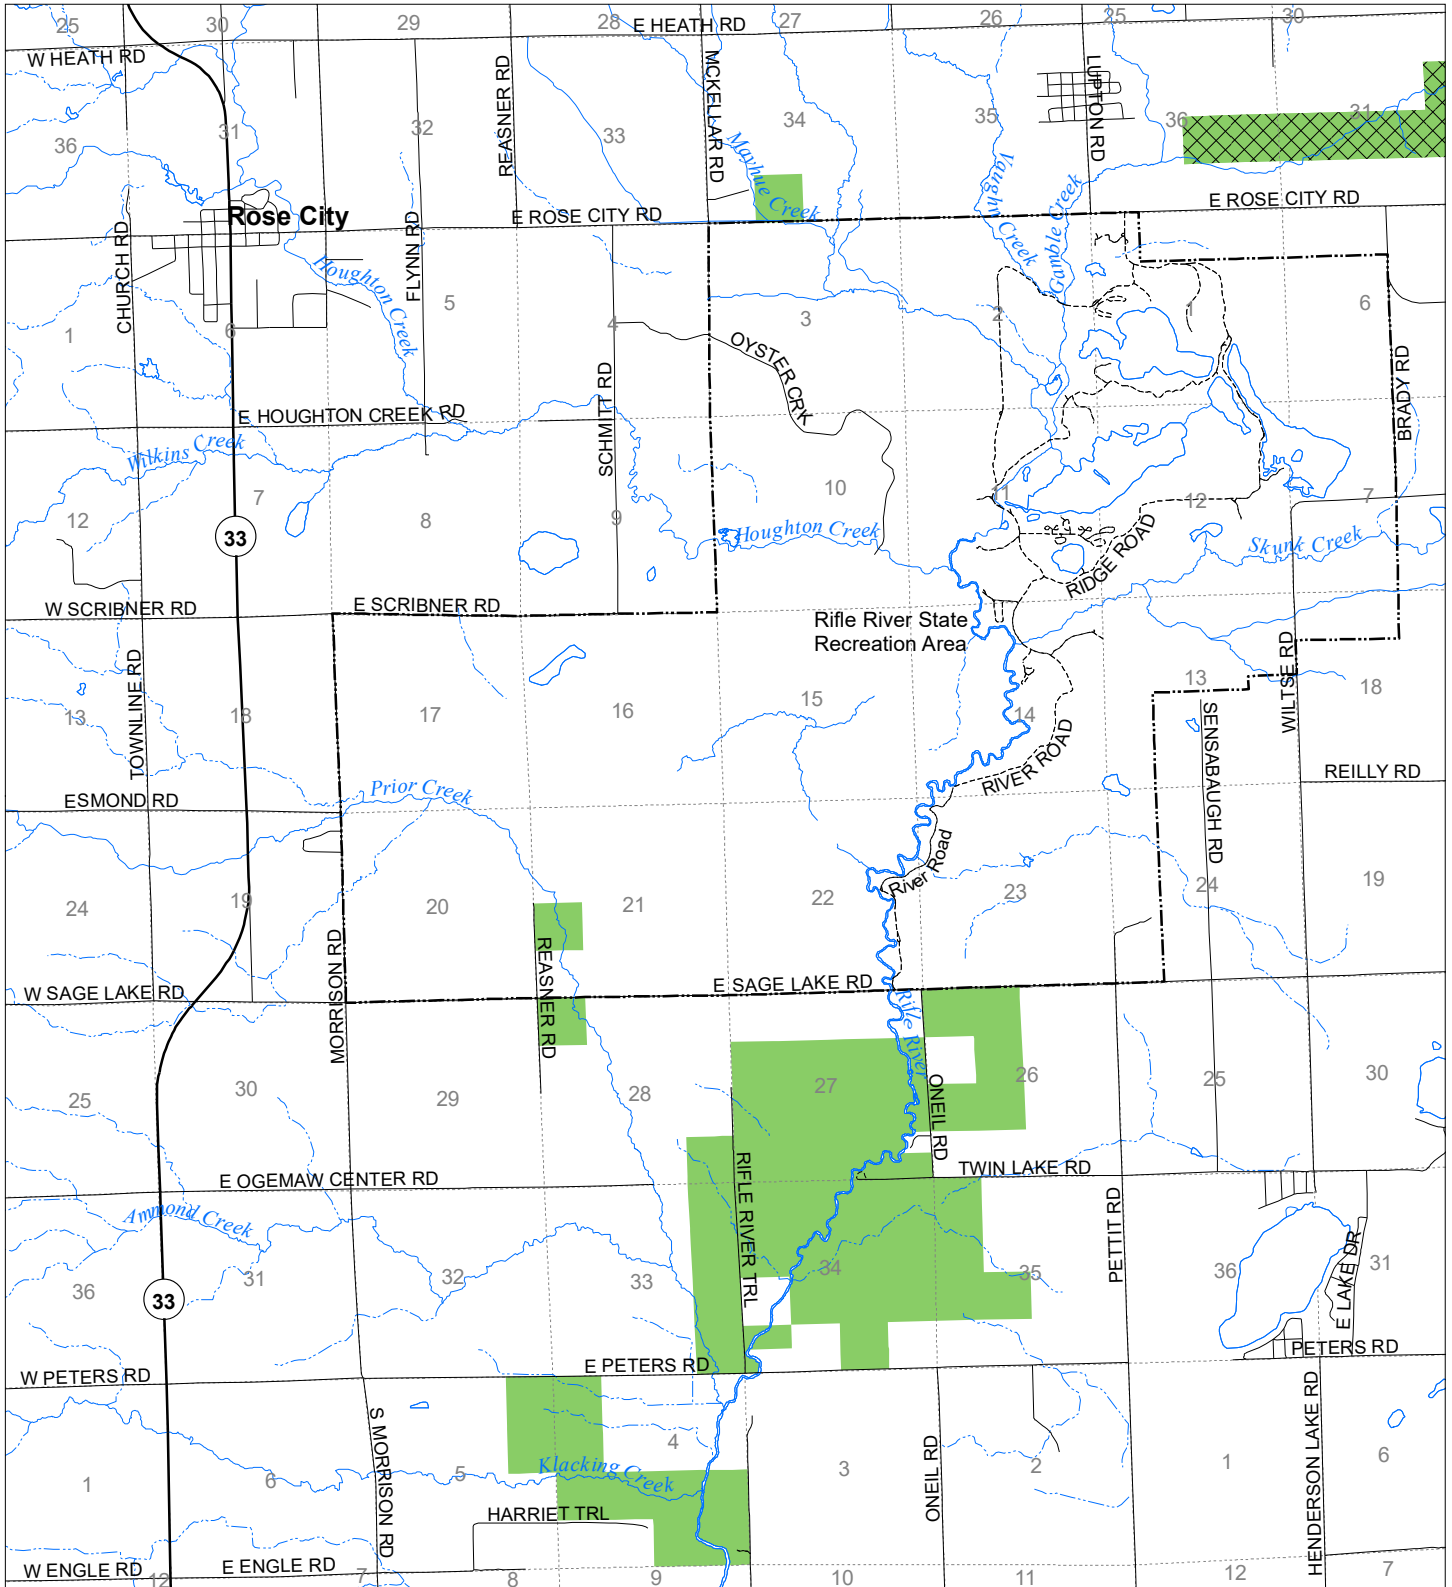 25
30
29
28
E HEATH RD
27
26
25
30
W HEATH RD
REASNER RD
MCKELLAR RD
LUPTON RD
36
31
32
33
34
35
36
31
Mayhue Creek
Vaughn Creek
Gamble Creek
Rose City
E ROSE CITY RD
E ROSE CITY RD
CHURCH RD
FLYNN RD
Houghton Creek
1
6
5
4
3
2
1
6
OYSTER CRK
SCHMITT RD
BRADY RD
E HOUGHTON CREEK RD
Wilkins Creek
12
7
8
9
10
11
12
7
33
Houghton Creek
RIDGE ROAD
Skunk Creek
W SCRIBNER RD
E SCRIBNER RD
Rifle River State
Recreation Area
TOWNLINE RD
WILTSE RD
13
18
17
16
15
14
13
18
SENSABAUGH RD
RIVER ROAD
REILLY RD
ESMOND RD
Prior Creek
River Road
24
19
20
21
22
23
24
19
MORRISON RD
REASNER RD
W SAGE LAKE RD
E SAGE LAKE RD
Rifle River
25
30
29
28
27
26
25
30
ONEIL RD
E OGEMAW CENTER RD
TWIN LAKE RD
RIFLE RIVER TRL
PETTIT RD
Ammond Creek
36
31
32
33
34
35
36
31
E LAKE DR
33
W PETERS RD
E PETERS RD
PETERS RD
S MORRISON RD
ONEIL RD
HENDERSON LAKE RD
1
6
5
4
3
2
1
6
Klacking Creek
HARRIET TRL
W ENGLE RD
E ENGLE RD
12
7
8
9
10
11
12
7